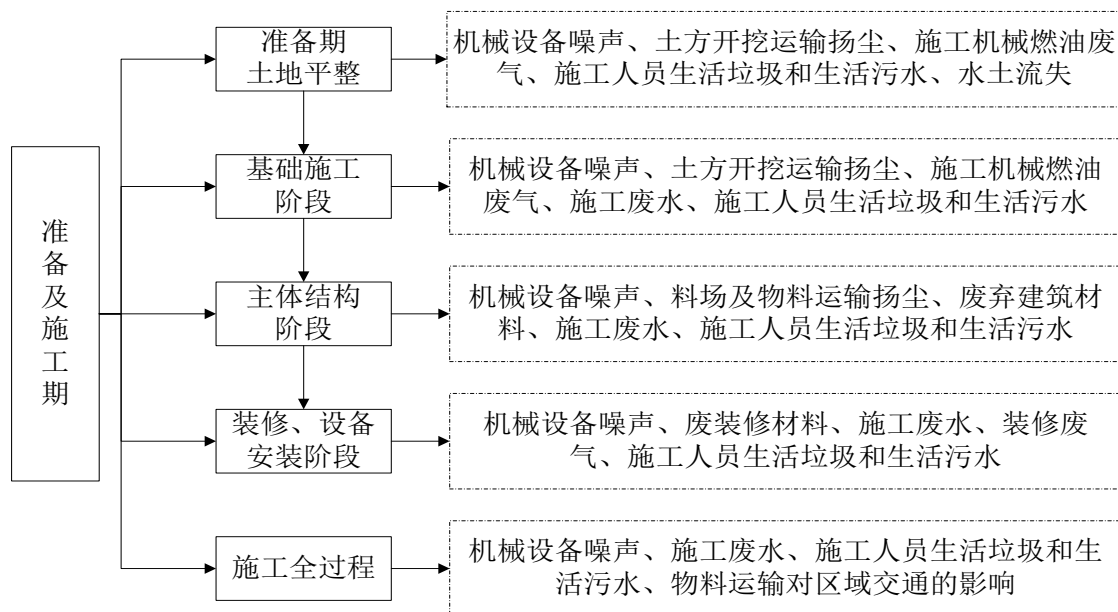 准备及施工期
准备期
土地平整
机械设备噪声、土方开挖运输扬尘、施工机械燃油废
气、施工人员生活垃圾和生活污水、水土流失
基础施工
阶段
机械设备噪声、土方开挖运输扬尘、施工机械燃油
废气、施工废水、施工人员生活垃圾和生活污水
主体结构
阶段
机械设备噪声、料场及物料运输扬尘、废弃建筑材
料、施工废水、施工人员生活垃圾和生活污水
装修、设备
安装阶段
机械设备噪声、废装修材料、施工废水、装修废
气、施工人员生活垃圾和生活污水
施工全过程
机械设备噪声、施工废水、施工人员生活垃圾和生
活污水、物料运输对区域交通的影响